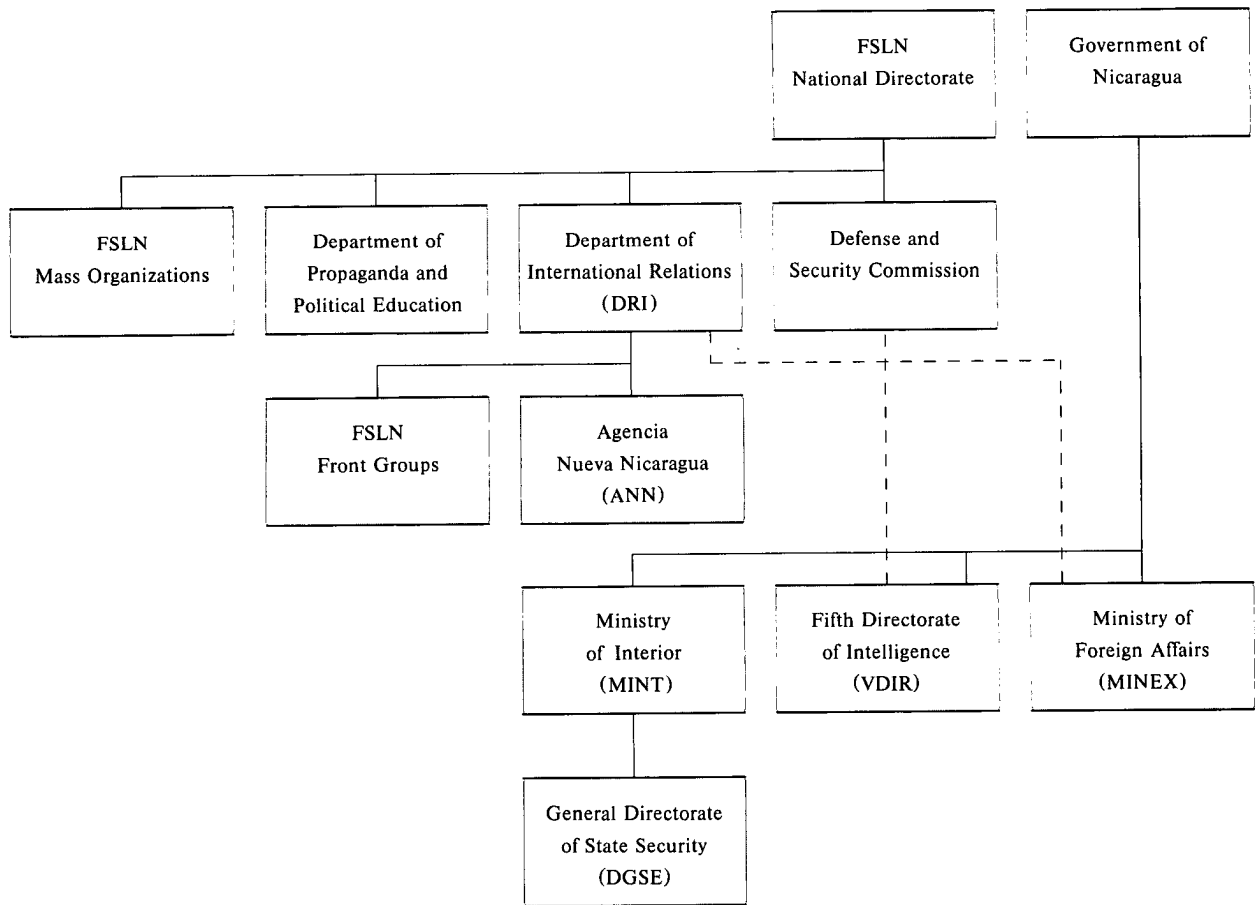 FSLN
National Directorate
Government of
Nicaragua
FSLN
Mass Organizations
Department of
Propaganda and
Political Education
Department of
International Relations
(DRI)
Defense and
Security Commission
FSLN
Front Groups
Agencia
Nueva Nicaragua
(ANN)
Ministry
of Interior
(MINT)
Fifth Directorate
of Intelligence
(VDIR)
Ministry of
Foreign Affairs
(MINEX)
General Directorate
of State Security
(DGSE)